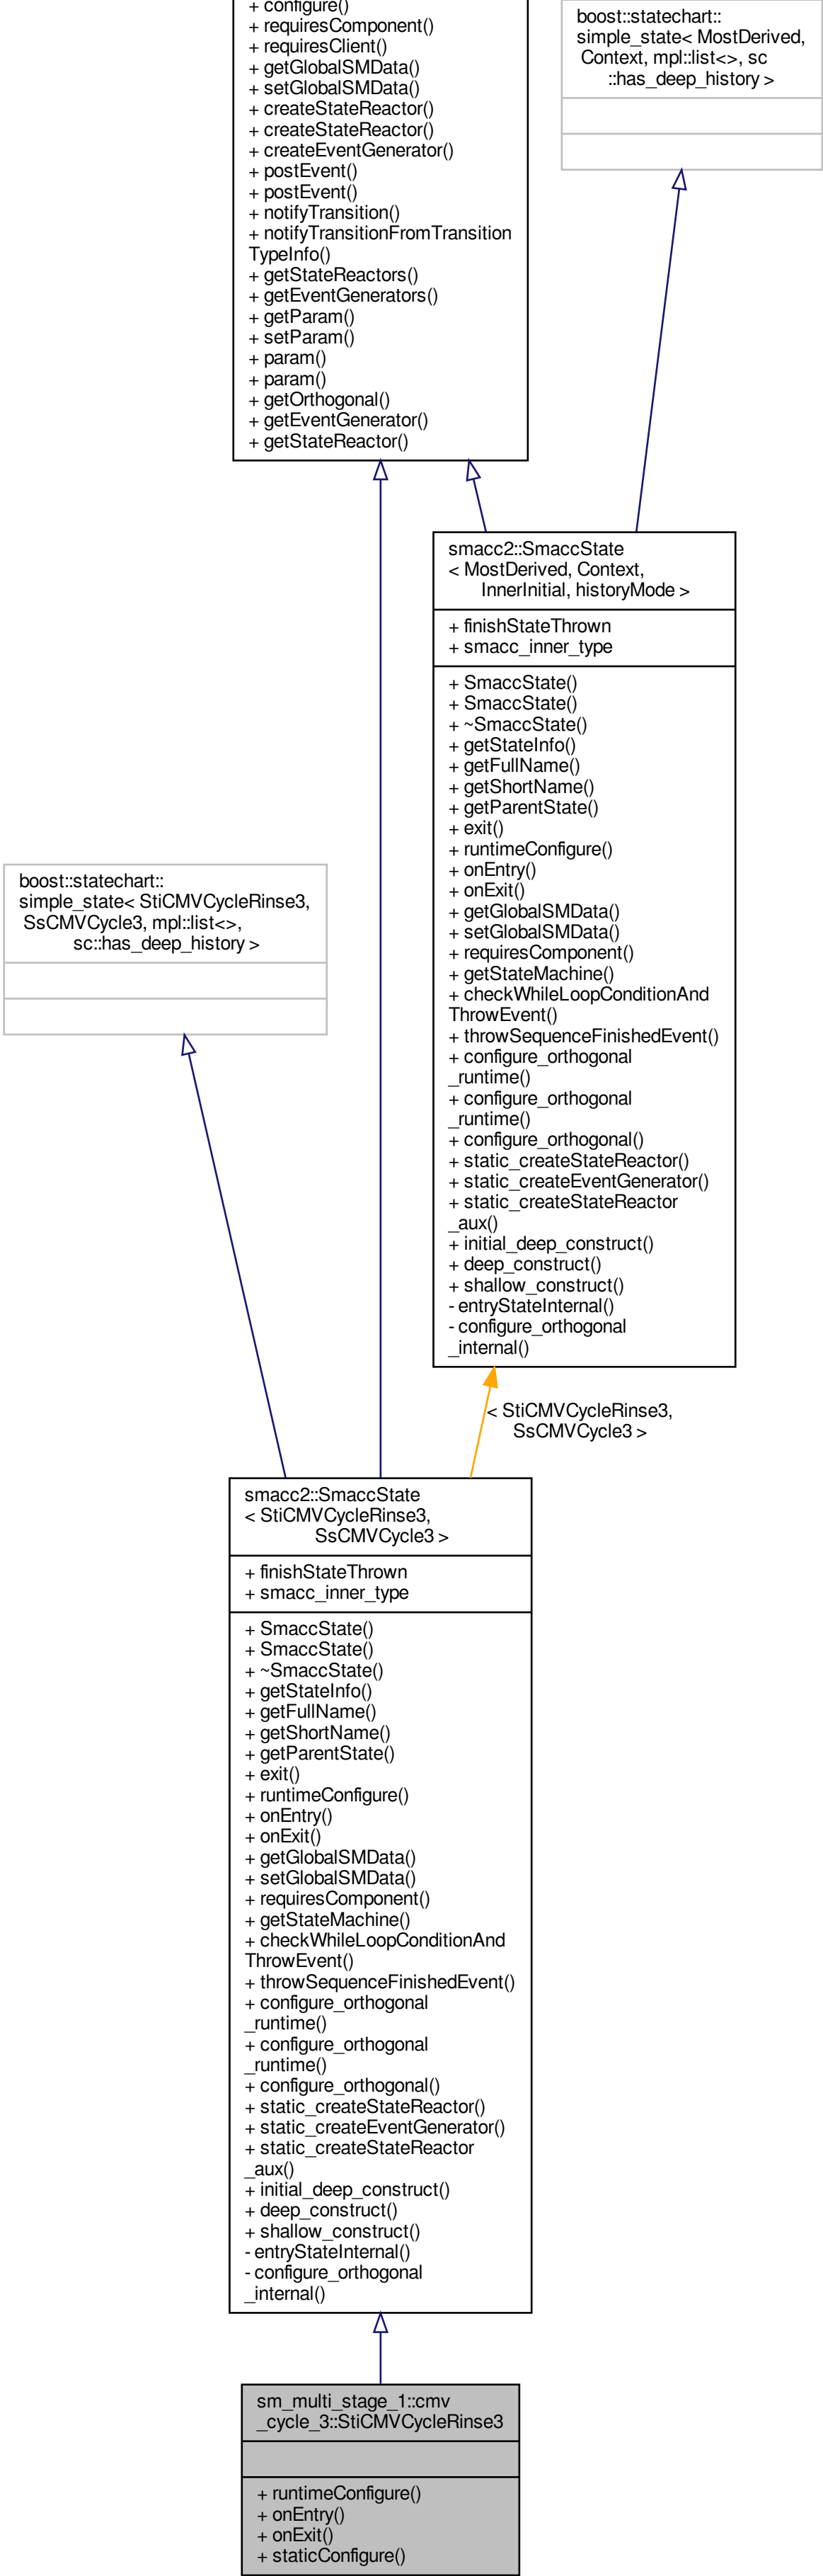 + configure()
+ requiresComponent()
+ requiresClient()
+ getGlobalSMData()
+ setGlobalSMData()
+ createStateReactor()
+ createStateReactor()
+ createEventGenerator()
+ postEvent()
+ postEvent()
+ notifyTransition()
+ notifyTransitionFromTransition
TypeInfo()
+ getStateReactors()
+ getEventGenerators()
+ getParam()
+ setParam()
+ param()
+ param()
+ getOrthogonal()
+ getEventGenerator()
+ getStateReactor()
boost::statechart::
simple_state< MostDerived,
Context, mpl::list<>, sc
::has_deep_history >
smacc2::SmaccState
< MostDerived, Context,
InnerInitial, historyMode >
+ finishStateThrown
+ smacc_inner_type
+ SmaccState()
+ SmaccState()
+ ~SmaccState()
+ getStateInfo()
+ getFullName()
+ getShortName()
+ getParentState()
+ exit()
+ runtimeConfigure()
+ onEntry()
+ onExit()
+ getGlobalSMData()
+ setGlobalSMData()
+ requiresComponent()
+ getStateMachine()
+ checkWhileLoopConditionAnd
ThrowEvent()
+ throwSequenceFinishedEvent()
+ configure_orthogonal
_runtime()
+ configure_orthogonal
_runtime()
+ configure_orthogonal()
+ static_createStateReactor()
+ static_createEventGenerator()
+ static_createStateReactor
_aux()
+ initial_deep_construct()
+ deep_construct()
+ shallow_construct()
- entryStateInternal()
- configure_orthogonal
_internal()
boost::statechart::
simple_state< StiCMVCycleRinse3,
SsCMVCycle3, mpl::list<>,
sc::has_deep_history >
< StiCMVCycleRinse3,
SsCMVCycle3 >
smacc2::SmaccState
< StiCMVCycleRinse3,
SsCMVCycle3 >
+ finishStateThrown
+ smacc_inner_type
+ SmaccState()
+ SmaccState()
+ ~SmaccState()
+ getStateInfo()
+ getFullName()
+ getShortName()
+ getParentState()
+ exit()
+ runtimeConfigure()
+ onEntry()
+ onExit()
+ getGlobalSMData()
+ setGlobalSMData()
+ requiresComponent()
+ getStateMachine()
+ checkWhileLoopConditionAnd
ThrowEvent()
+ throwSequenceFinishedEvent()
+ configure_orthogonal
_runtime()
+ configure_orthogonal
_runtime()
+ configure_orthogonal()
+ static_createStateReactor()
+ static_createEventGenerator()
+ static_createStateReactor
_aux()
+ initial_deep_construct()
+ deep_construct()
+ shallow_construct()
- entryStateInternal()
- configure_orthogonal
_internal()
sm_multi_stage_1::cmv
_cycle_3::StiCMVCycleRinse3
+ runtimeConfigure()
+ onEntry()
+ onExit()
+ staticConfigure()